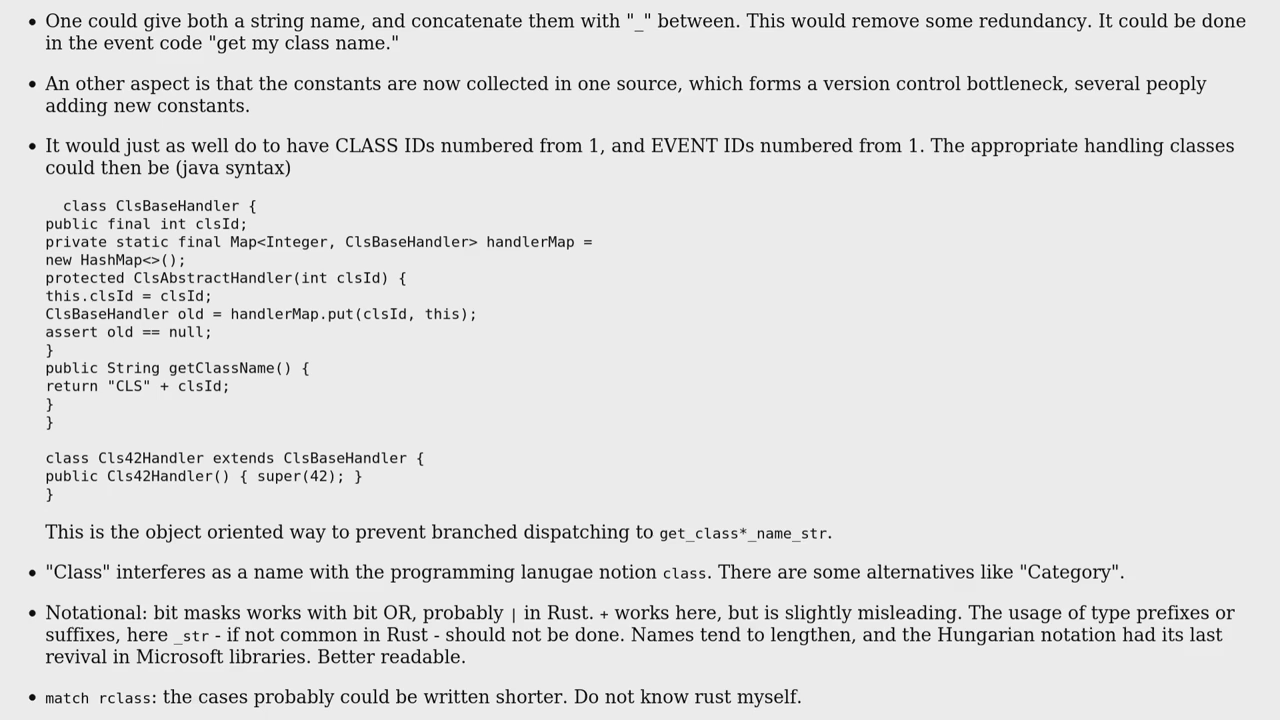 • One could give both a string name, and concatenate them with "_" between. This would remove some redundancy. It could be done
in the event code "get my class name."
• An other aspect is that the constants are now collected in one source, which forms a version control bottleneck, several peoply
adding new constants.
• It would just as well do to have CLASS IDs numbered from 1, and EVENT IDs numbered from 1. The appropriate handling classes
could then be (java syntax)
class ClsBaseHandler {
public final int clsId;
private static final Map<Integer, ClsBaseHandler> handlerMap =
new HashMap<>();
protected ClsAbstractHandler(int clsId) {
this.clsId = clsId;
ClsBaseHandler old = handlerMap.put(clsId, this);
assert old == null;
}
public String getClassName() {
return "CLS" + clsId;
}
}
class Cls42Handler extends ClsBaseHandler {
public Cls42Handler() { super(42); }
}
This is the object oriented way to prevent branched dispatching to get_class*_name_str.
• "Class" interferes as a name with the programming lanugae notion class. There are some alternatives like "Category".
• Notational: bit masks works with bit OR, probably | in Rust. + works here, but is slightly misleading. The usage of type prefixes or
suffixes, here _str - if not common in Rust - should not be done. Names tend to lengthen, and the Hungarian notation had its last
revival in Microsoft libraries. Better readable.
• match rclass: the cases probably could be written shorter. Do not know rust myself.